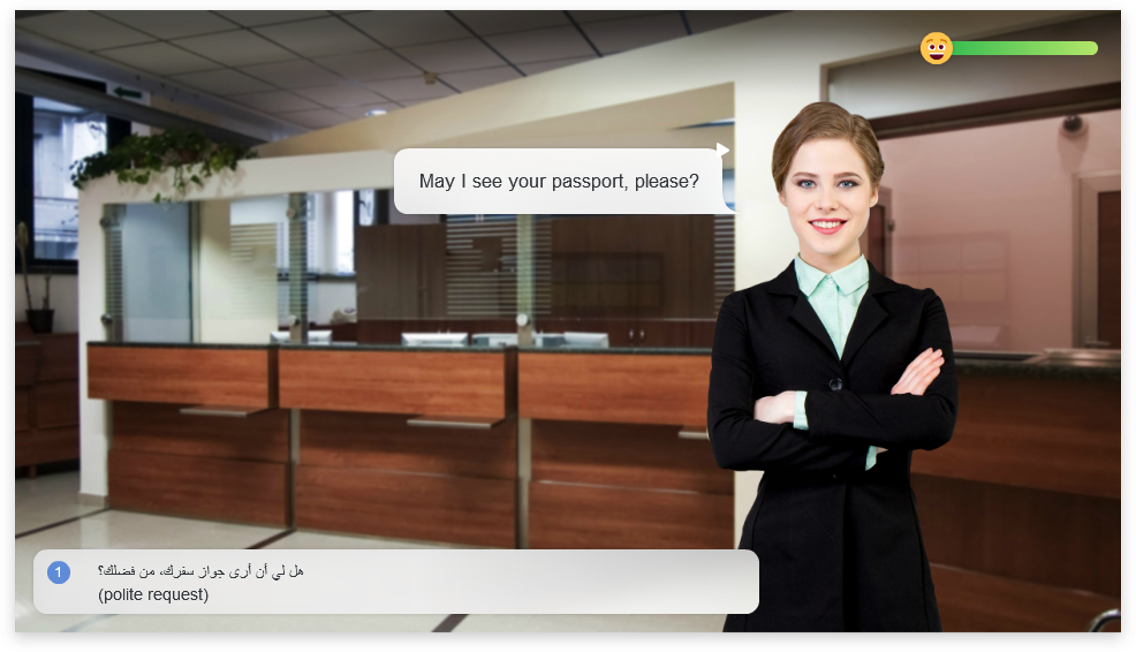 May I see your passport, please?
1
هل لي أن أرى جواز سفرك، من فضلك؟
(polite request)